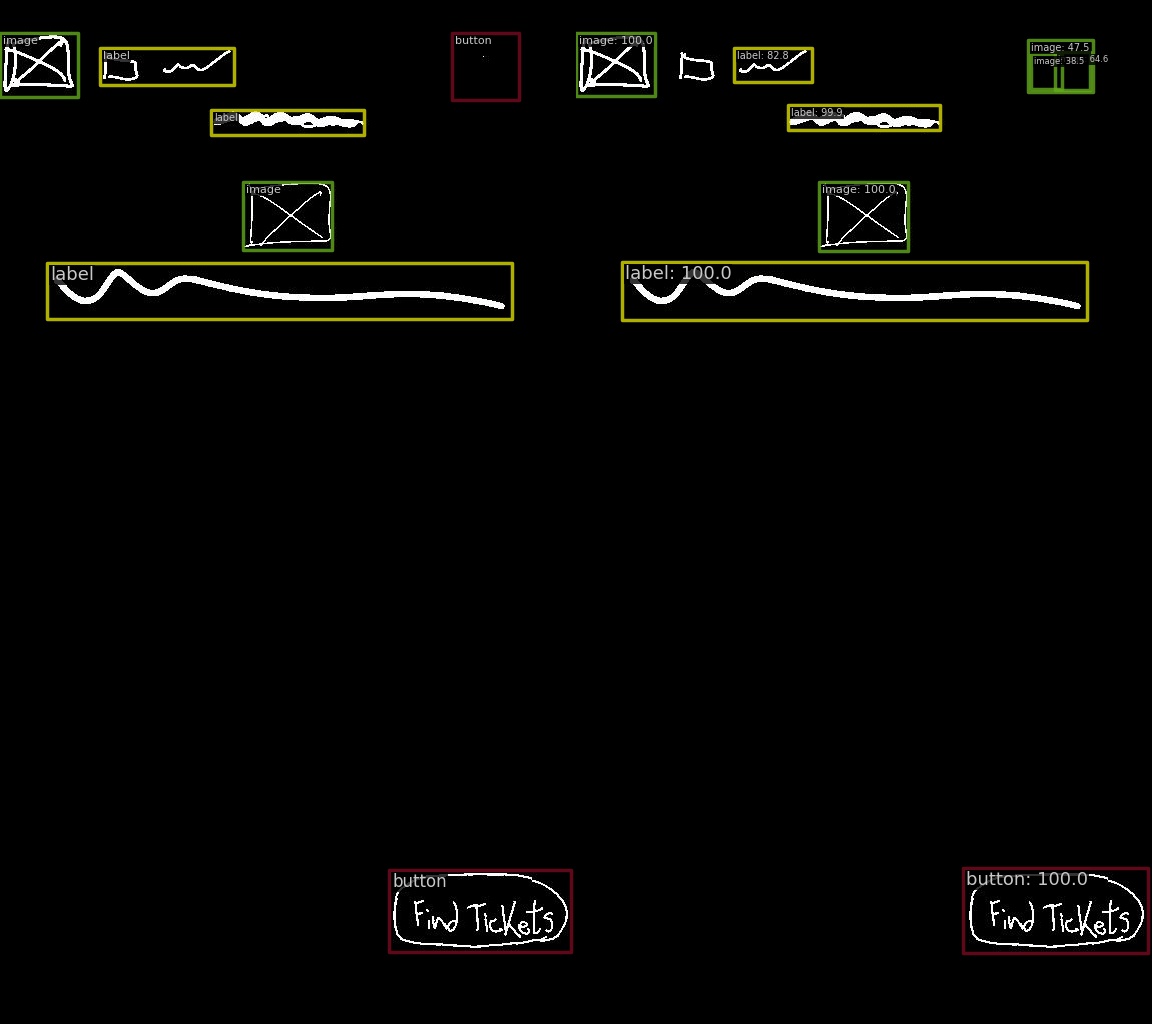 image
label
button
image: 100.0
label: 82.8
image: 47.5
image: 38.5
64.6
label
label: 99.9
image
image: 100.0
label
label: 100.0
button
Find Tickets
button: 100.0
Find Tickets